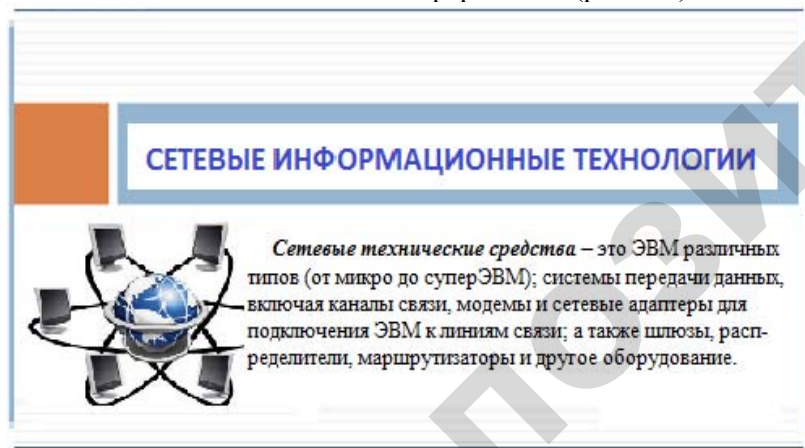 СЕТЕВЫЕ ИНФОРМАЦИОННЫЕ ТЕХНОЛОГИИ
Сетевые технические средства – это ЭВМ различных
типов (от микро до суперЭВМ); системы передачи данных,
включая каналы связи, модемы и сетевые адаптеры для
подключения ЭВМ к линиям связи; а также шлюзы, расп-
ределители, маршрутизаторы и другое оборудование.